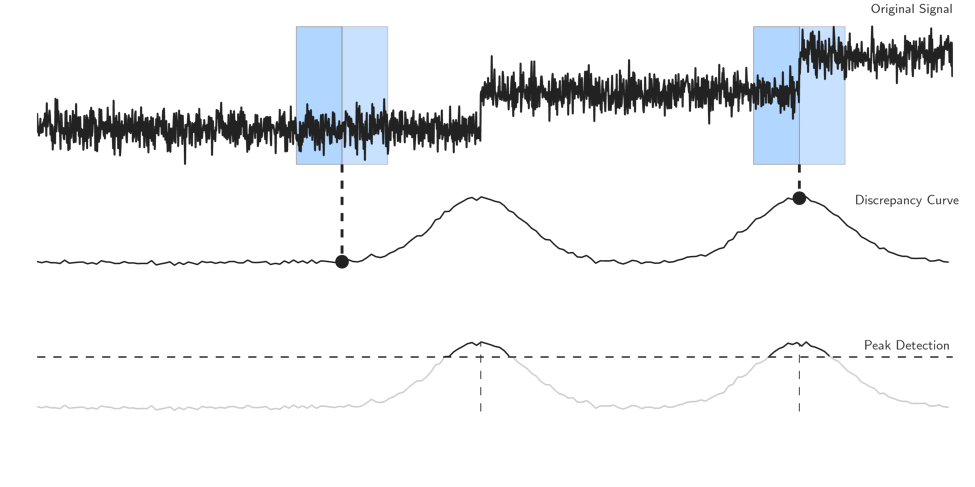 Original Signal
Discrepancy Curve
Peak Detection